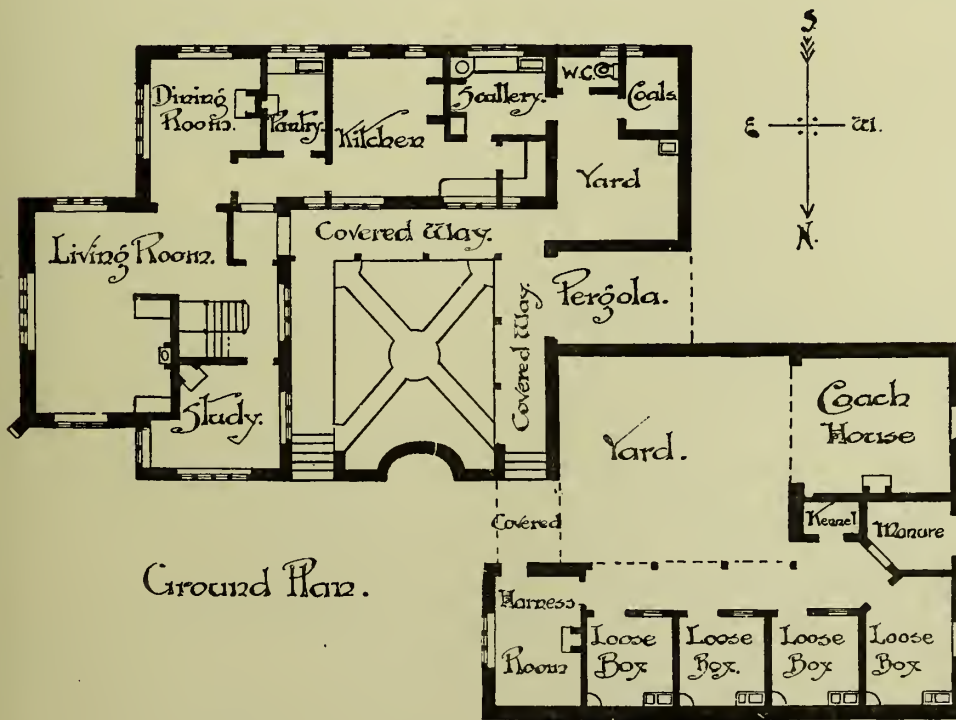 S.
E W.
N.
Dining
Room.
Pantry.
Kitchen
Scullery.
W.C.
Coals
Yard
Living Room.
Covered Way.
Pergola.
Covered Way.
Study.
Yard.
Coach
House
Kennel
Manure
Covered
Ground Plan.
Harness
Room
Loose
Box
Loose
Box.
Loose
Box
Loose
Box